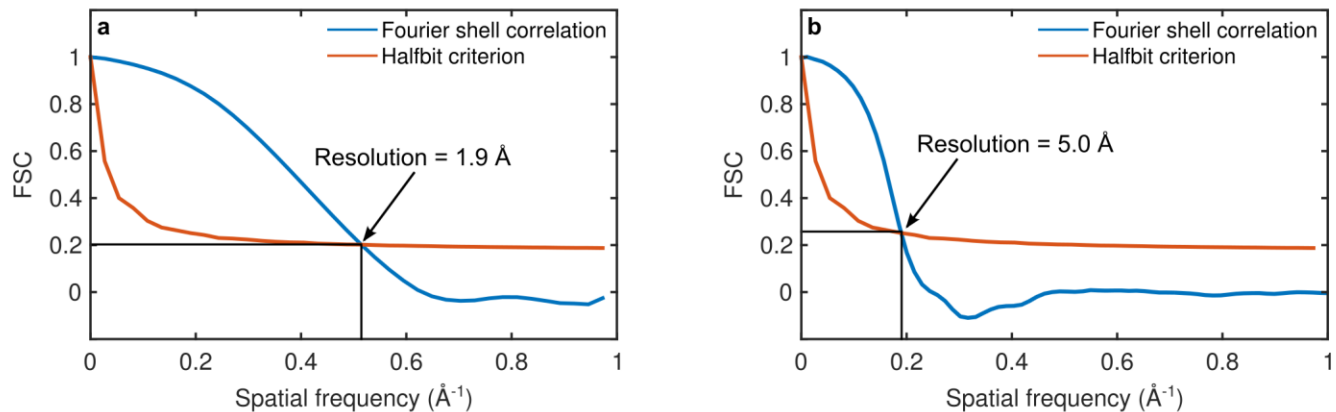 a
Fourier shell correlation
Halfbit criterion
1
0.8
0.6
0.4
0.2
0
FSC
Resolution = 1.9 Å
0
0.2
0.4
0.6
0.8
1
Spatial frequency (Å⁻¹)
b
Fourier shell correlation
Halfbit criterion
1
0.8
0.6
0.4
0.2
0
FSC
Resolution = 5.0 Å
0
0.2
0.4
0.6
0.8
1
Spatial frequency (Å⁻¹)